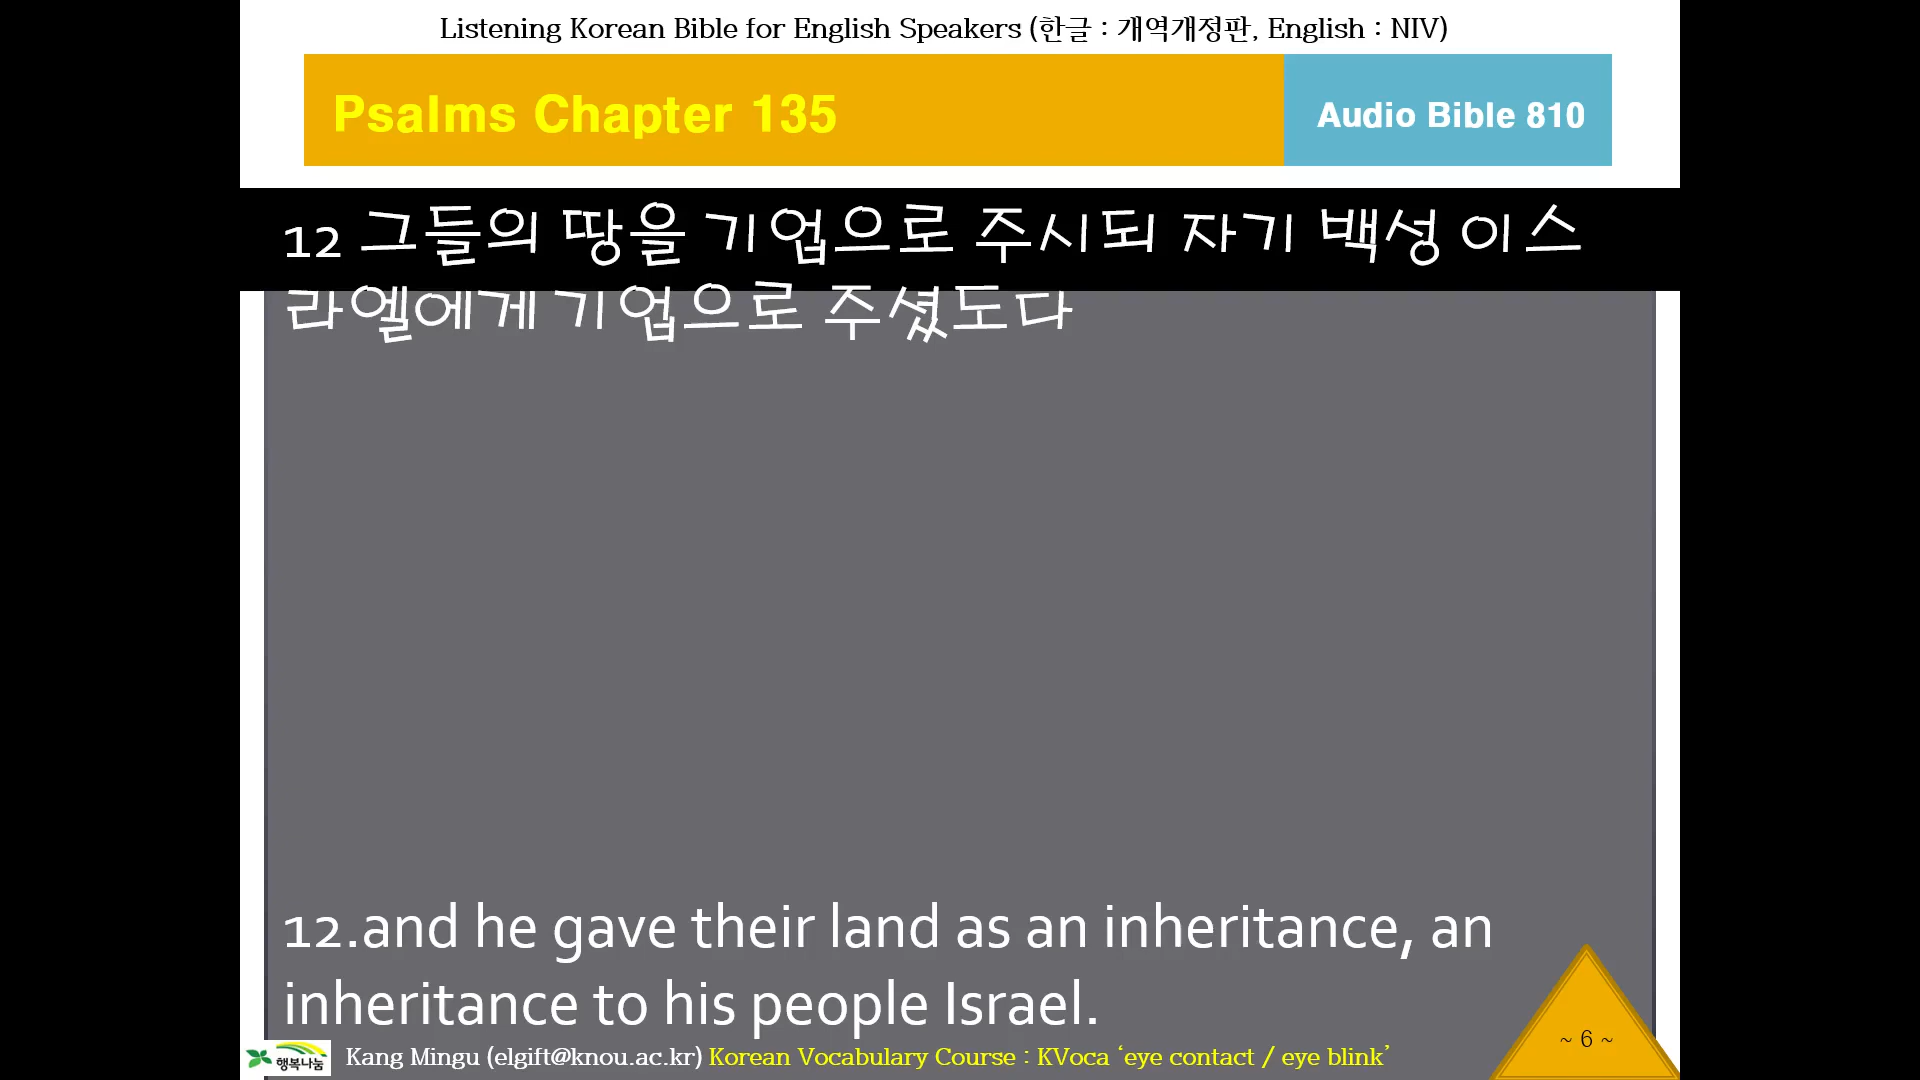 Listening Korean Bible for English Speakers (한글 : 개역개정판, English : NIV)
Psalms Chapter 135
Audio Bible 810
12 그들의 땅을 기업으로 주시되 자기 백성 이스
라엘에게 기업으로 주셨도다
12.and he gave their land as an inheritance, an
inheritance to his people Israel.
~ 6 ~
행복나눔
Kang Mingu (elgift@knou.ac.kr) Korean Vocabulary Course : KVoca ‘eye contact / eye blink’